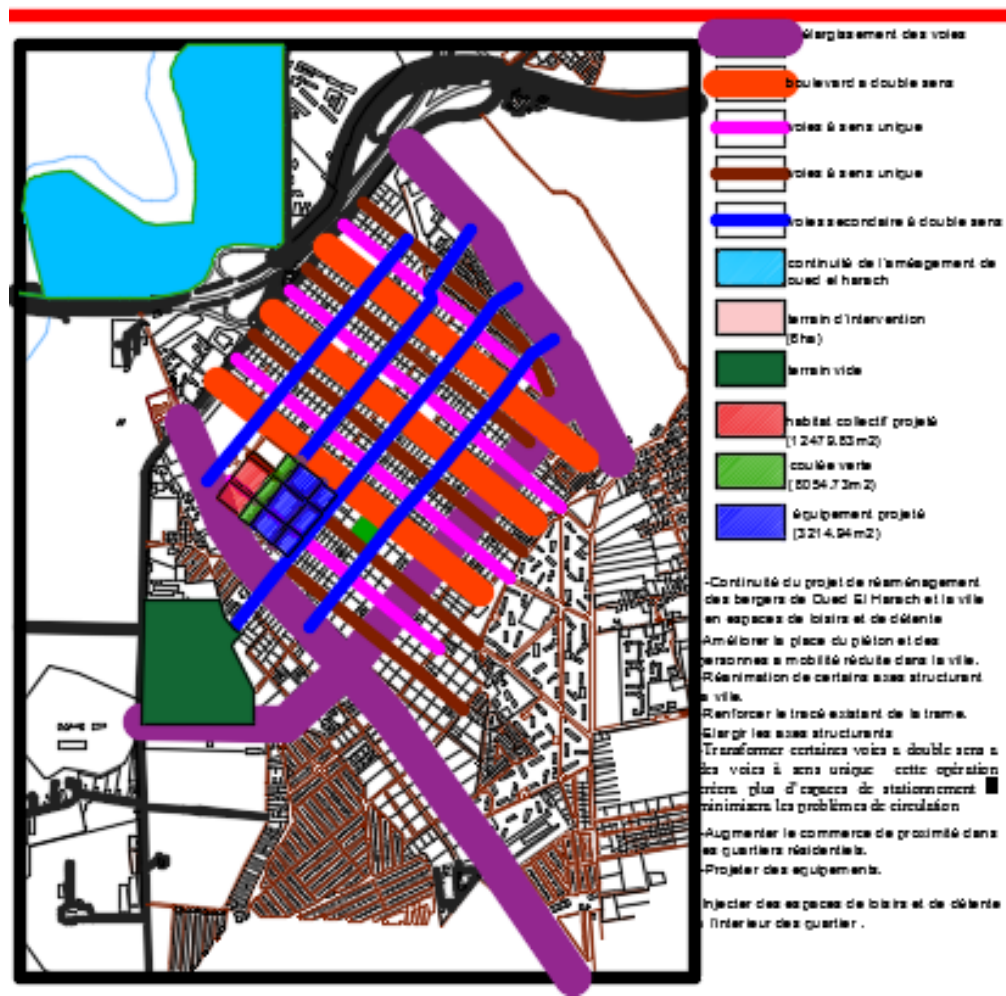 élargissement des voies
boulevard a double sens
voies à sens unique
voies à sens unique
voies secondaire à double sens
continuité de l'améagement de
oued el harach
terrain d'intervention
(6ha)
terrain vide
habitat collectif projeté
(12479.83m2)
coulée verte
(8054.73m2)
équipement projeté
(3214.94m2)
-Continuité du projet de réaménagement
des bergers de Oued El Harach et la ville
en espaces de loisirs et de détente
-Améliorer la place du piéton et des
personnes a mobilité réduite dans la ville.
-Réanimation de certains axes structurant
a ville.
-Renforcer le tracé existant de la trame.
-Elargir les axes structurants
-Transformer certaines voies a double sens a
des voies à sens unique cette opération
créera plus d'espaces de stationnement
minimisera les problèmes de circulation
-Augmenter le commerce de proximité dans
es quartiers résidentiels.
-Projeter des equipements.
injecter des espaces de loisirs et de détente
l'interieur des quartier .